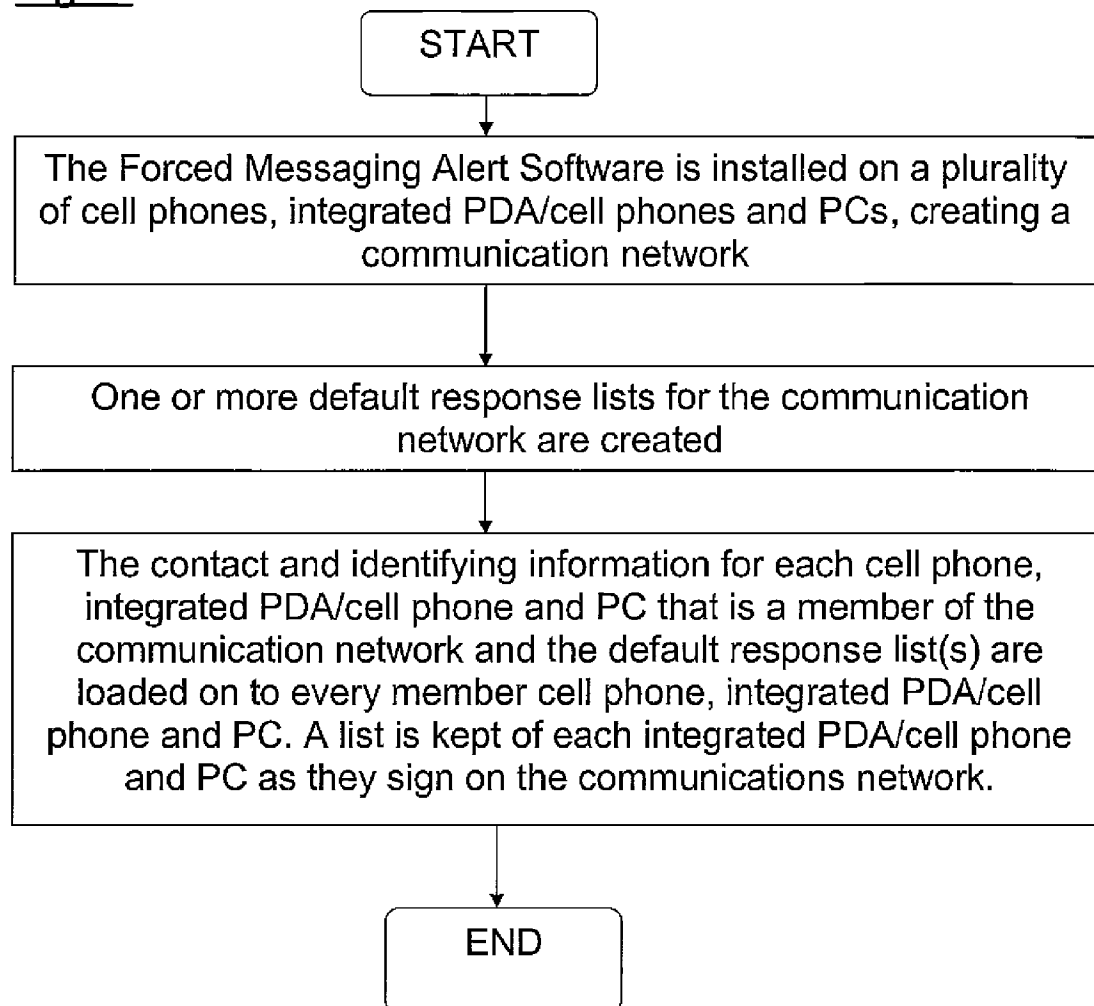 START
The Forced Messaging Alert Software is installed on a plurality
of cell phones, integrated PDA/cell phones and PCs, creating a
communication network
One or more default response lists for the communication
network are created
The contact and identifying information for each cell phone,
integrated PDA/cell phone and PC that is a member of the
communication network and the default response list(s) are
loaded on to every member cell phone, integrated PDA/cell
phone and PC. A list is kept of each integrated PDA/cell phone
and PC as they sign on the communications network.
END